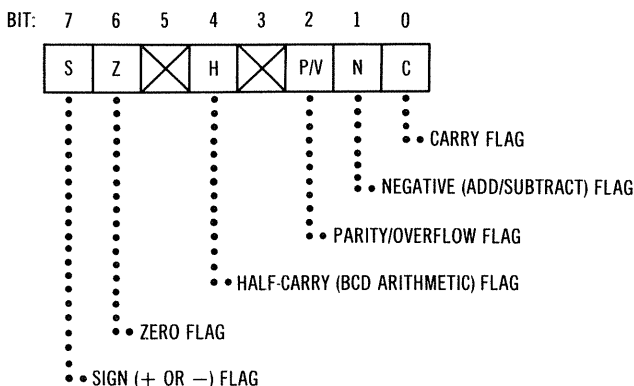 BIT: 7 6 5 4 3 2 1 0
S Z H P/V N C
CARRY FLAG
NEGATIVE (ADD/SUBTRACT) FLAG
PARITY/OVERFLOW FLAG
HALF-CARRY (BCD ARITHMETIC) FLAG
ZERO FLAG
SIGN (+ OR −) FLAG